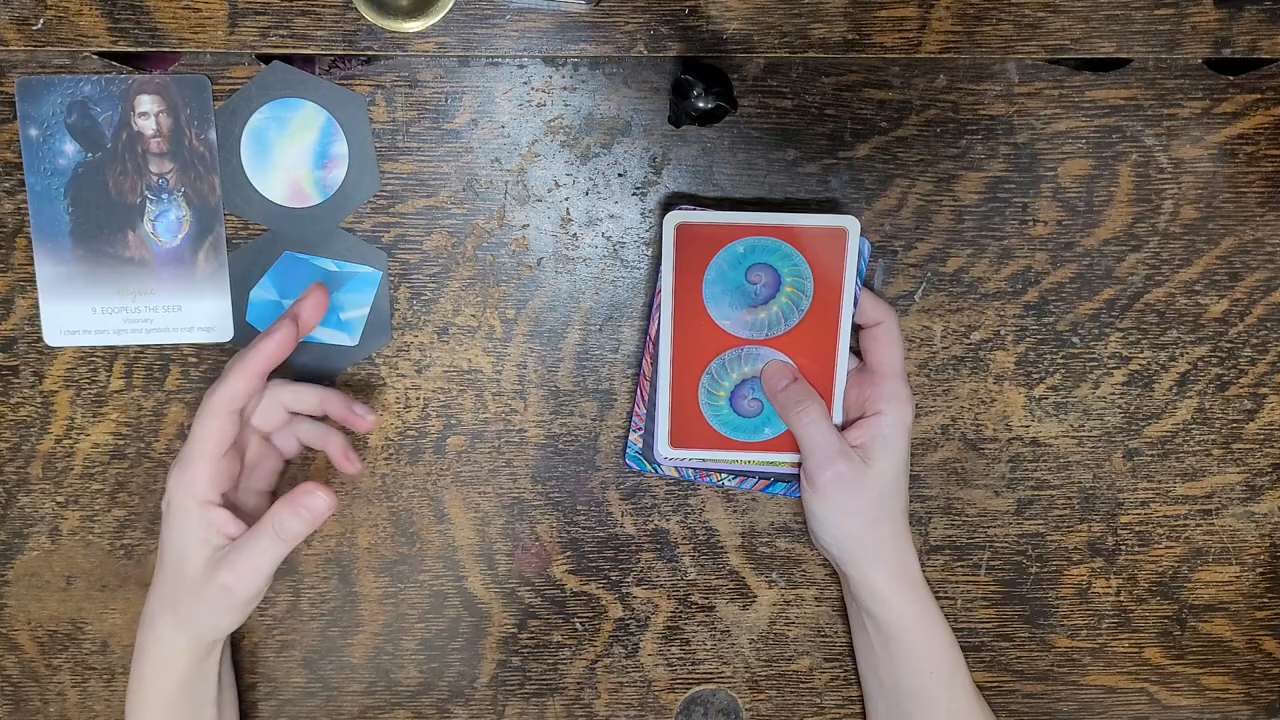 9. EQOPEUS THE SEER
Visionary
I chart the stars, signs and symbols to craft magic.